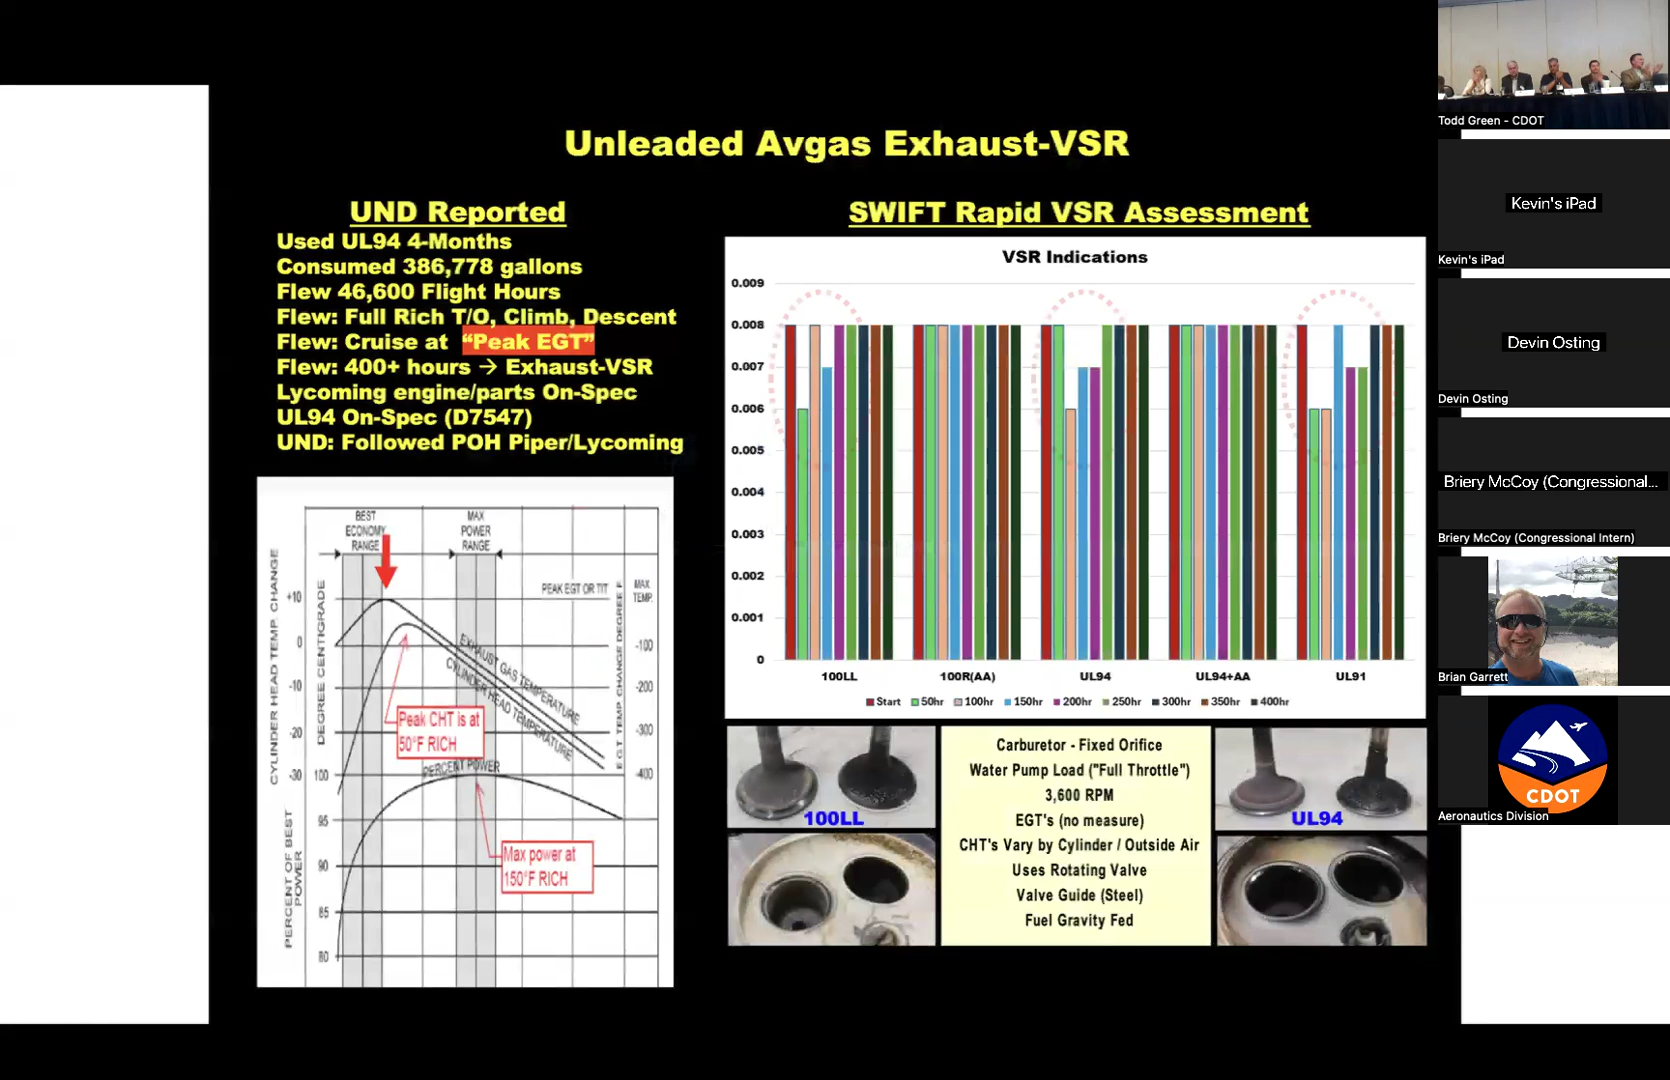 Unleaded Avgas Exhaust-VSR
UND Reported
Used UL94 4-Months
Consumed 386,778 gallons
Flew 46,600 Flight Hours
Flew: Full Rich T/O, Climb, Descent
Flew: Cruise at “Peak EGT”
Flew: 400+ hours → Exhaust-VSR
Lycoming engine/parts On-Spec
UL94 On-Spec (D7547)
UND: Followed POH Piper/Lycoming
BEST
ECONOMY
RANGE
MAX
POWER
RANGE
PEAK EGT OR TIT
MAX.
TEMP.
CYLINDER HEAD TEMP. CHANGE
DEGREE CENTIGRADE
+10
0
-10
-20
-30
-100
-200
-300
-400
E.G.T TEMP CHANGE DEGREE F
EXHAUST GAS TEMPERATURE
CYLINDER HEAD TEMPERATURE
Peak CHT is at
50°F RICH
PERCENT POWER
PERCENT OF BEST
POWER
100
95
90
85
80
Max power at
150°F RICH
SWIFT Rapid VSR Assessment
VSR Indications
0.009
0.008
0.007
0.006
0.005
0.004
0.003
0.002
0.001
0
100LL 100R(AA) UL94 UL94+AA UL91
Start 50hr 100hr 150hr 200hr 250hr 300hr 350hr 400hr
100LL
Carburetor - Fixed Orifice
Water Pump Load ("Full Throttle")
3,600 RPM
EGT's (no measure)
CHT's Vary by Cylinder / Outside Air
Uses Rotating Valve
Valve Guide (Steel)
Fuel Gravity Fed
UL94
Todd Green - CDOT
Kevin's iPad
Kevin's iPad
Devin Osting
Devin Osting
Briery McCoy (Congressional...
Briery McCoy (Congressional Intern)
Brian Garrett
CDOT
Aeronautics Division